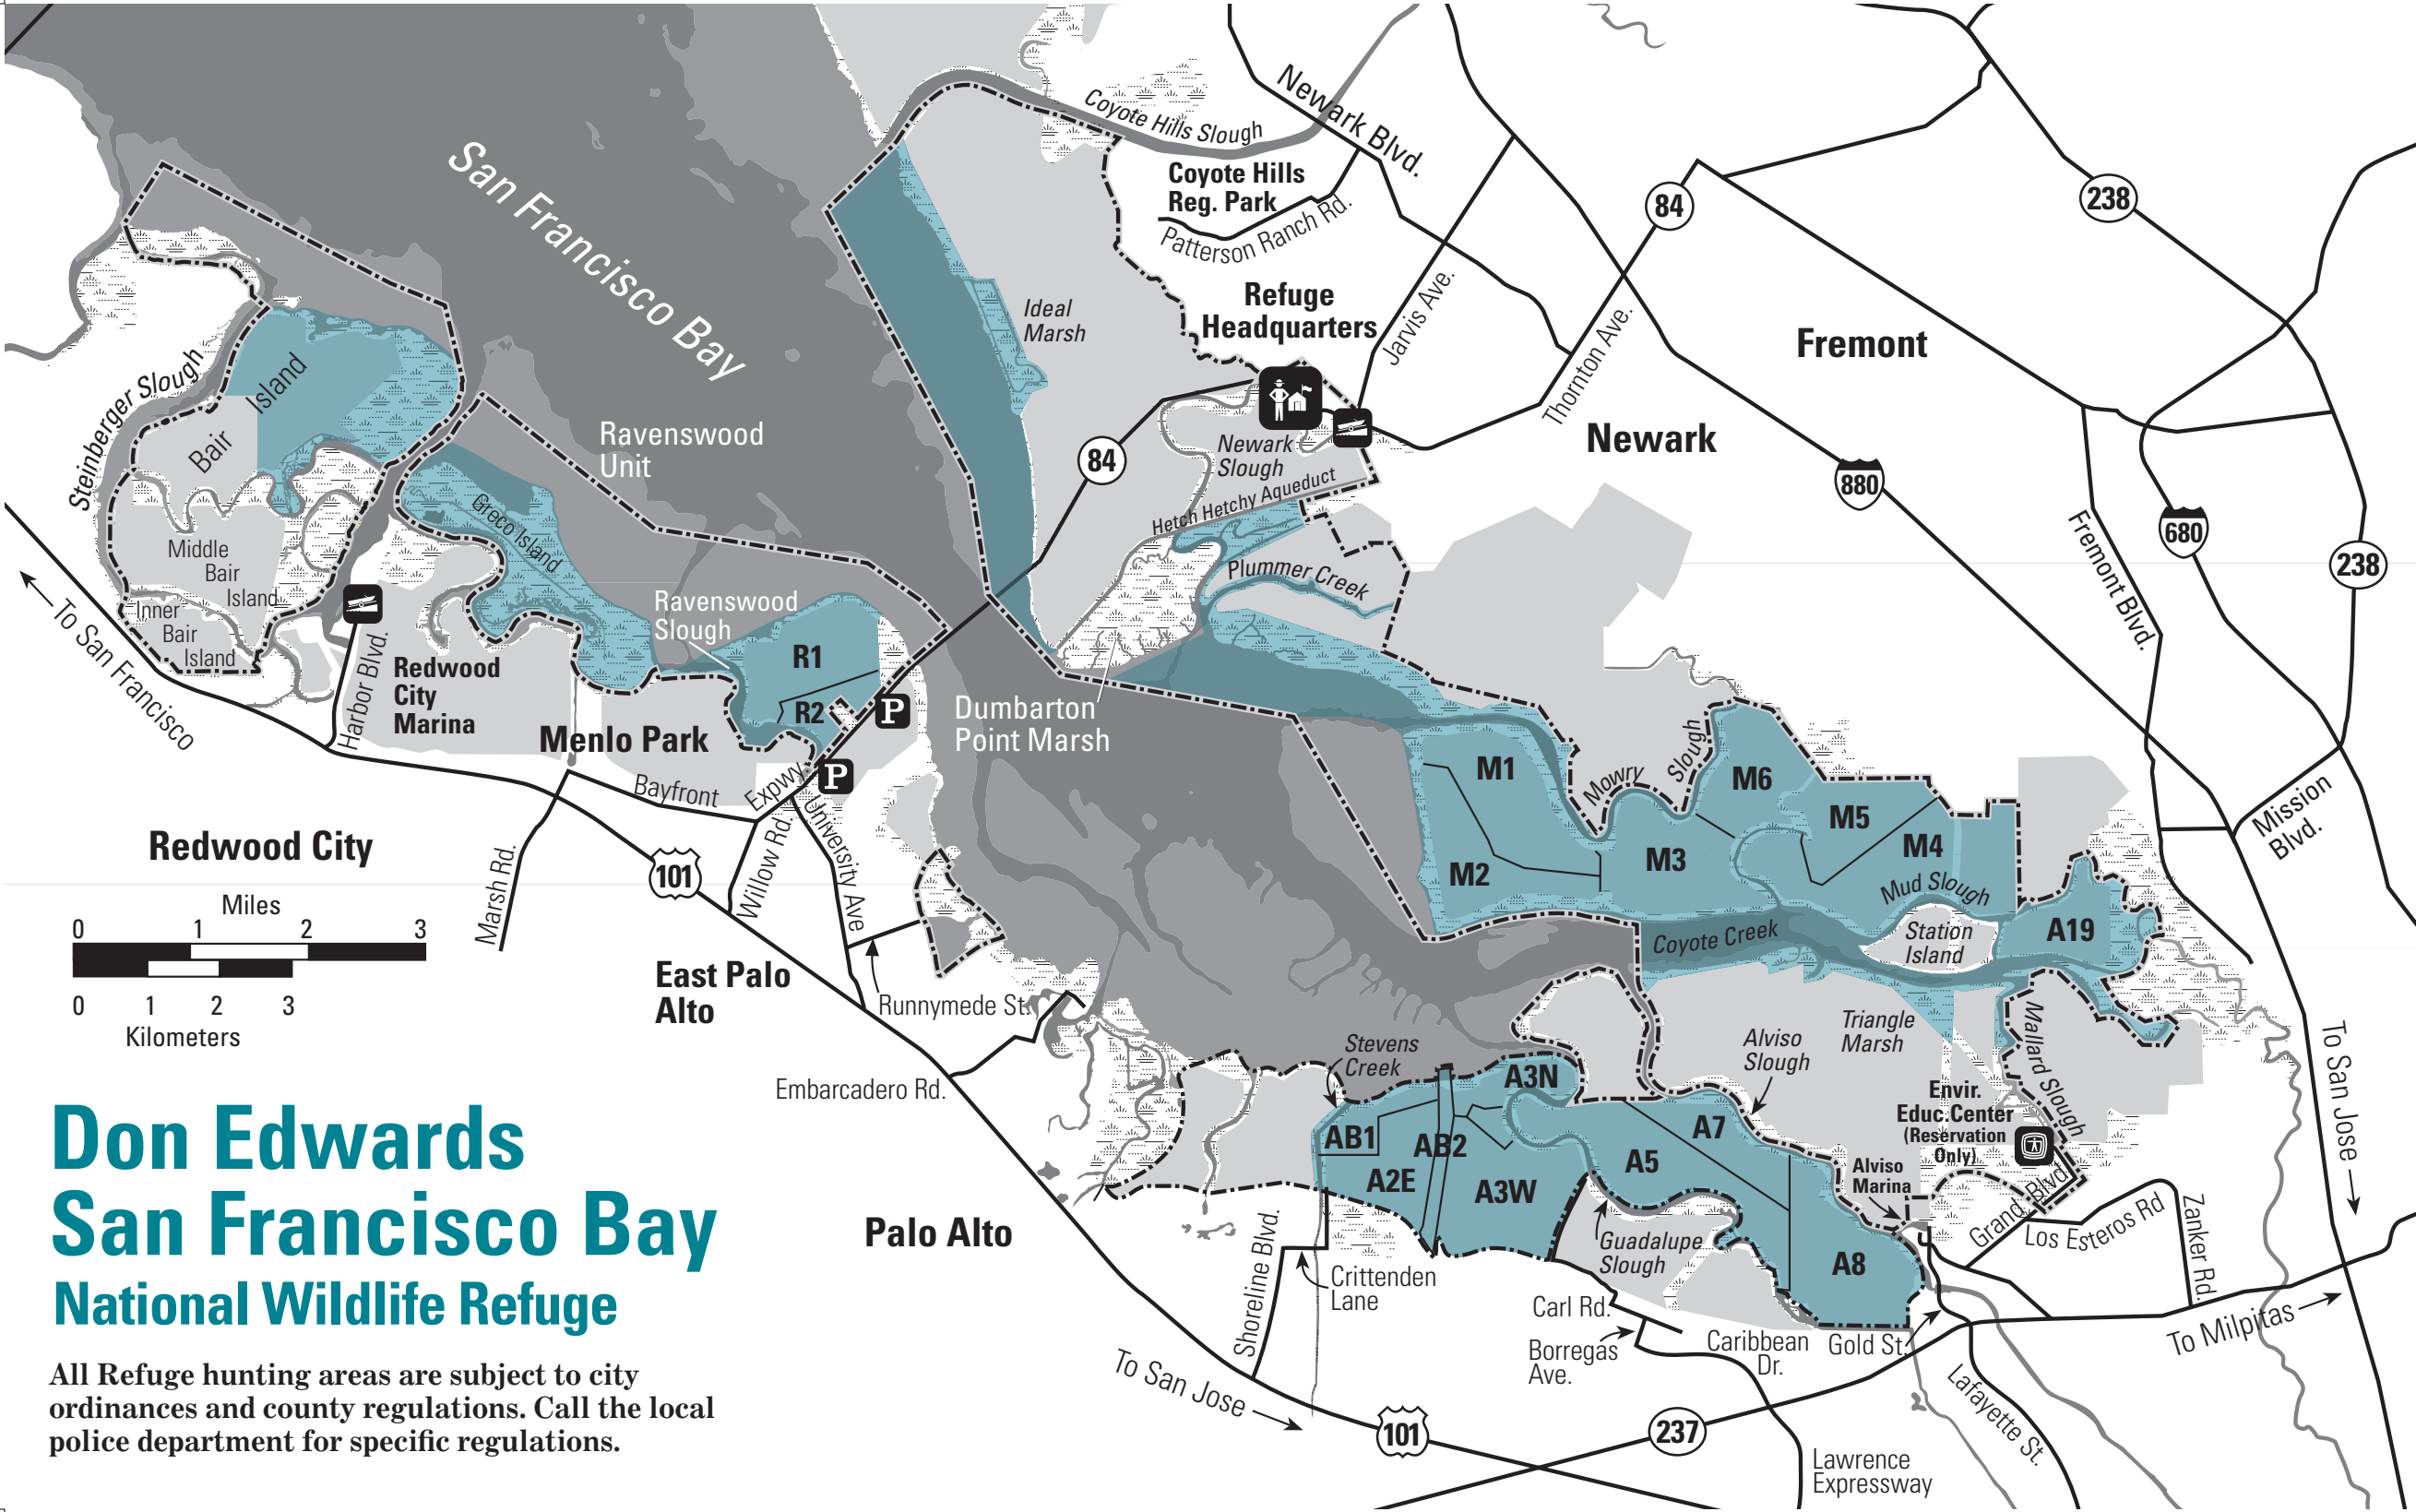 San Francisco Bay
Coyote Hills Slough
Newark Blvd.
Coyote Hills
Reg. Park
Patterson Ranch Rd.
84
238
Ideal
Marsh
Refuge
Headquarters
Jarvis Ave.
Thornton Ave.
Fremont
Newark
Steinberger Slough
Island
Bair
Ravenswood
Unit
84
Newark
Slough
Hetch Hetchy Aqueduct
880
680
238
Fremont Blvd.
Greco Island
Middle
Bair
Island
Inner
Bair
Island
To San Francisco
Harbor Blvd.
Redwood
City
Marina
Ravenswood
Slough
Plummer Creek
R1
R2
P
P
Dumbarton
Point Marsh
Menlo Park
Bayfront
Expwy.
University Ave
Willow Rd.
Marsh Rd.
101
M1
M2
M3
M4
M5
M6
Mowry
Slough
Mud Slough
Station
Island
A19
Coyote Creek
Mission
Blvd.
Redwood City
Miles
0 1 2 3
0 1 2 3
Kilometers
East Palo
Alto
Runnymede St.
Embarcadero Rd.
Palo Alto
Stevens
Creek
A3N
AB1
AB2
A2E
A3W
A5
A7
A8
Alviso
Slough
Triangle
Marsh
Mallard Slough
Envir.
Educ.Center
(Reservation
Only)
Alviso
Marina
Grand Blvd.
Los Esteros Rd
Zanker Rd.
To San Jose
To Milpitas
Guadalupe
Slough
Shoreline Blvd.
Crittenden
Lane
Carl Rd.
Borregas
Ave.
Caribbean
Dr.
Gold St.
Lafayette St.
Lawrence
Expressway
To San Jose
101
237
Don Edwards
San Francisco Bay
National Wildlife Refuge
All Refuge hunting areas are subject to city
ordinances and county regulations. Call the local
police department for specific regulations.